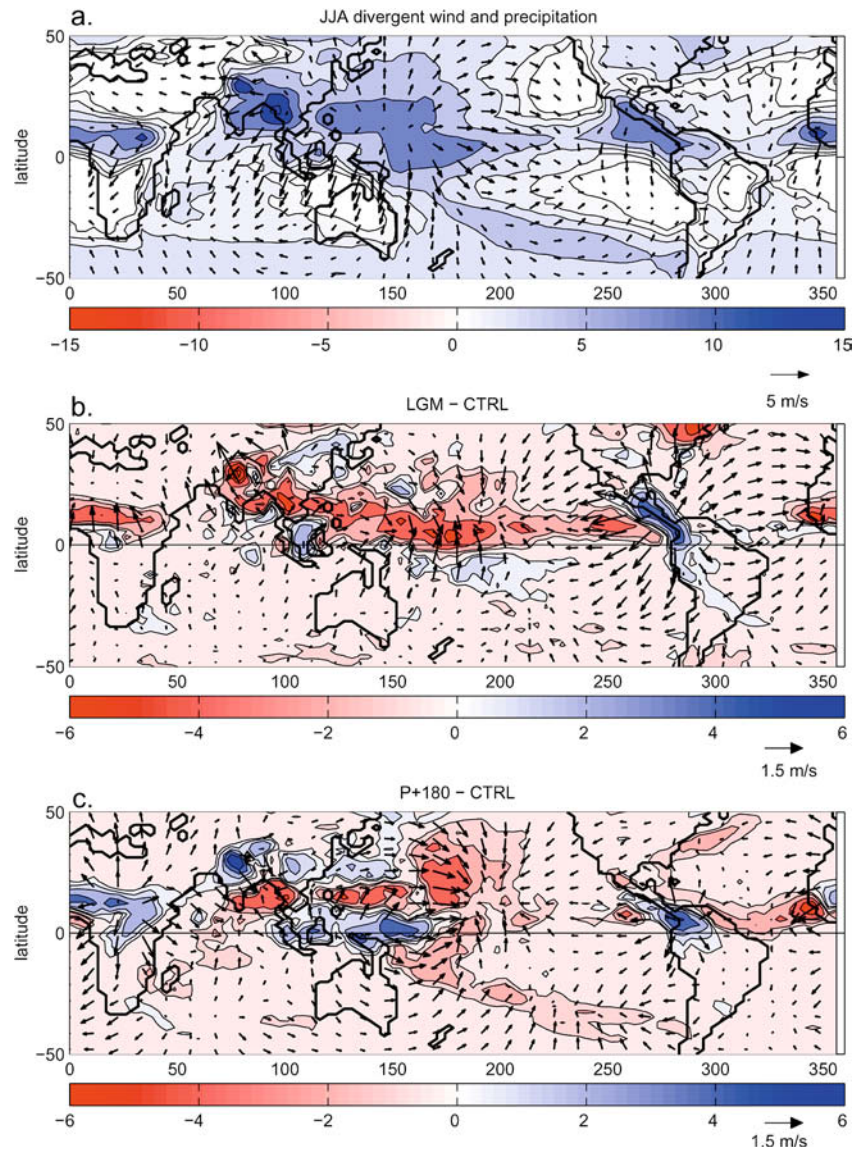 a.
JJA divergent wind and precipitation
50
latitude
0
−50
0 50 100 150 200 250 300 350
−15 −10 −5 0 5 10 15
5 m/s
b.
LGM − CTRL
50
latitude
0
−50
0 50 100 150 200 250 300 350
−6 −4 −2 0 2 4 6
1.5 m/s
c.
P+180 − CTRL
50
latitude
0
−50
0 50 100 150 200 250 300 350
−6 −4 −2 0 2 4 6
1.5 m/s